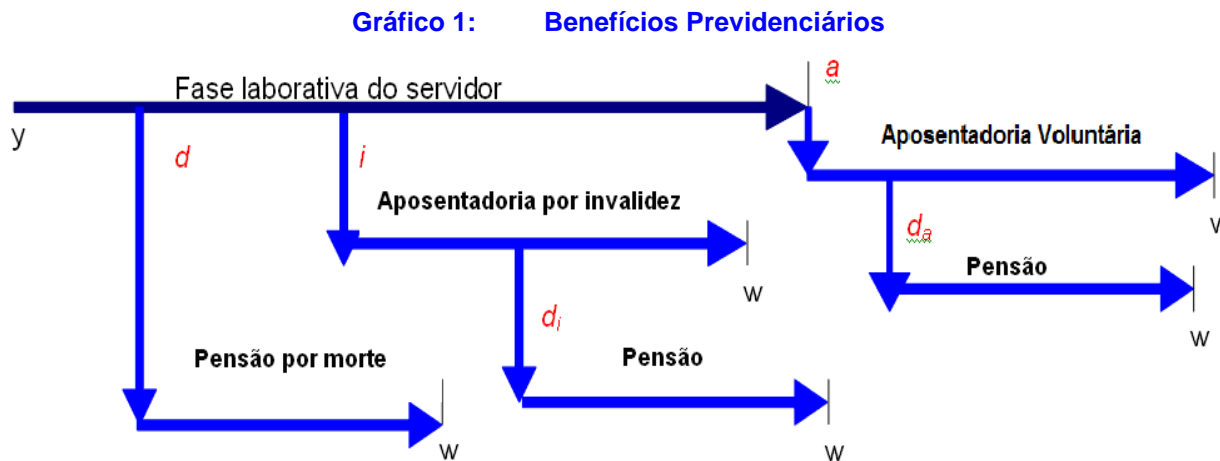 Gráfico 1: Benefícios Previdenciários
a
Fase laborativa do servidor
y
d
i
Aposentadoria Voluntária
Aposentadoria por invalidez
w
d_a
Pensão
w
w
d_i
Pensão por morte
Pensão
w
w